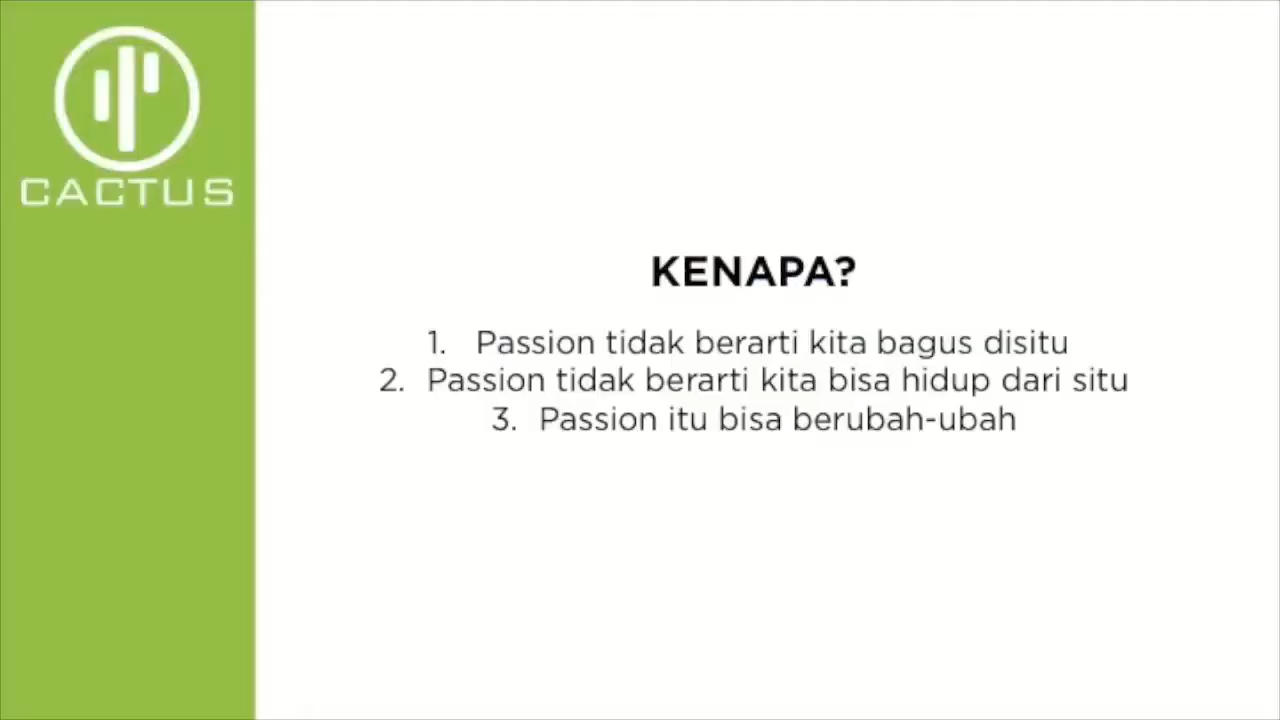 CACTUS
KENAPA?
1. Passion tidak berarti kita bagus disitu
2. Passion tidak berarti kita bisa hidup dari situ
3. Passion itu bisa berubah-ubah